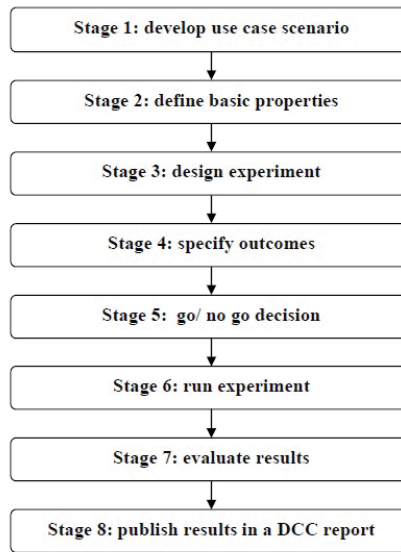 Stage 1: develop use case scenario
Stage 2: define basic properties
Stage 3: design experiment
Stage 4: specify outcomes
Stage 5:  go/ no go decision
Stage 6: run experiment
Stage 7: evaluate results
Stage 8: publish results in a DCC report